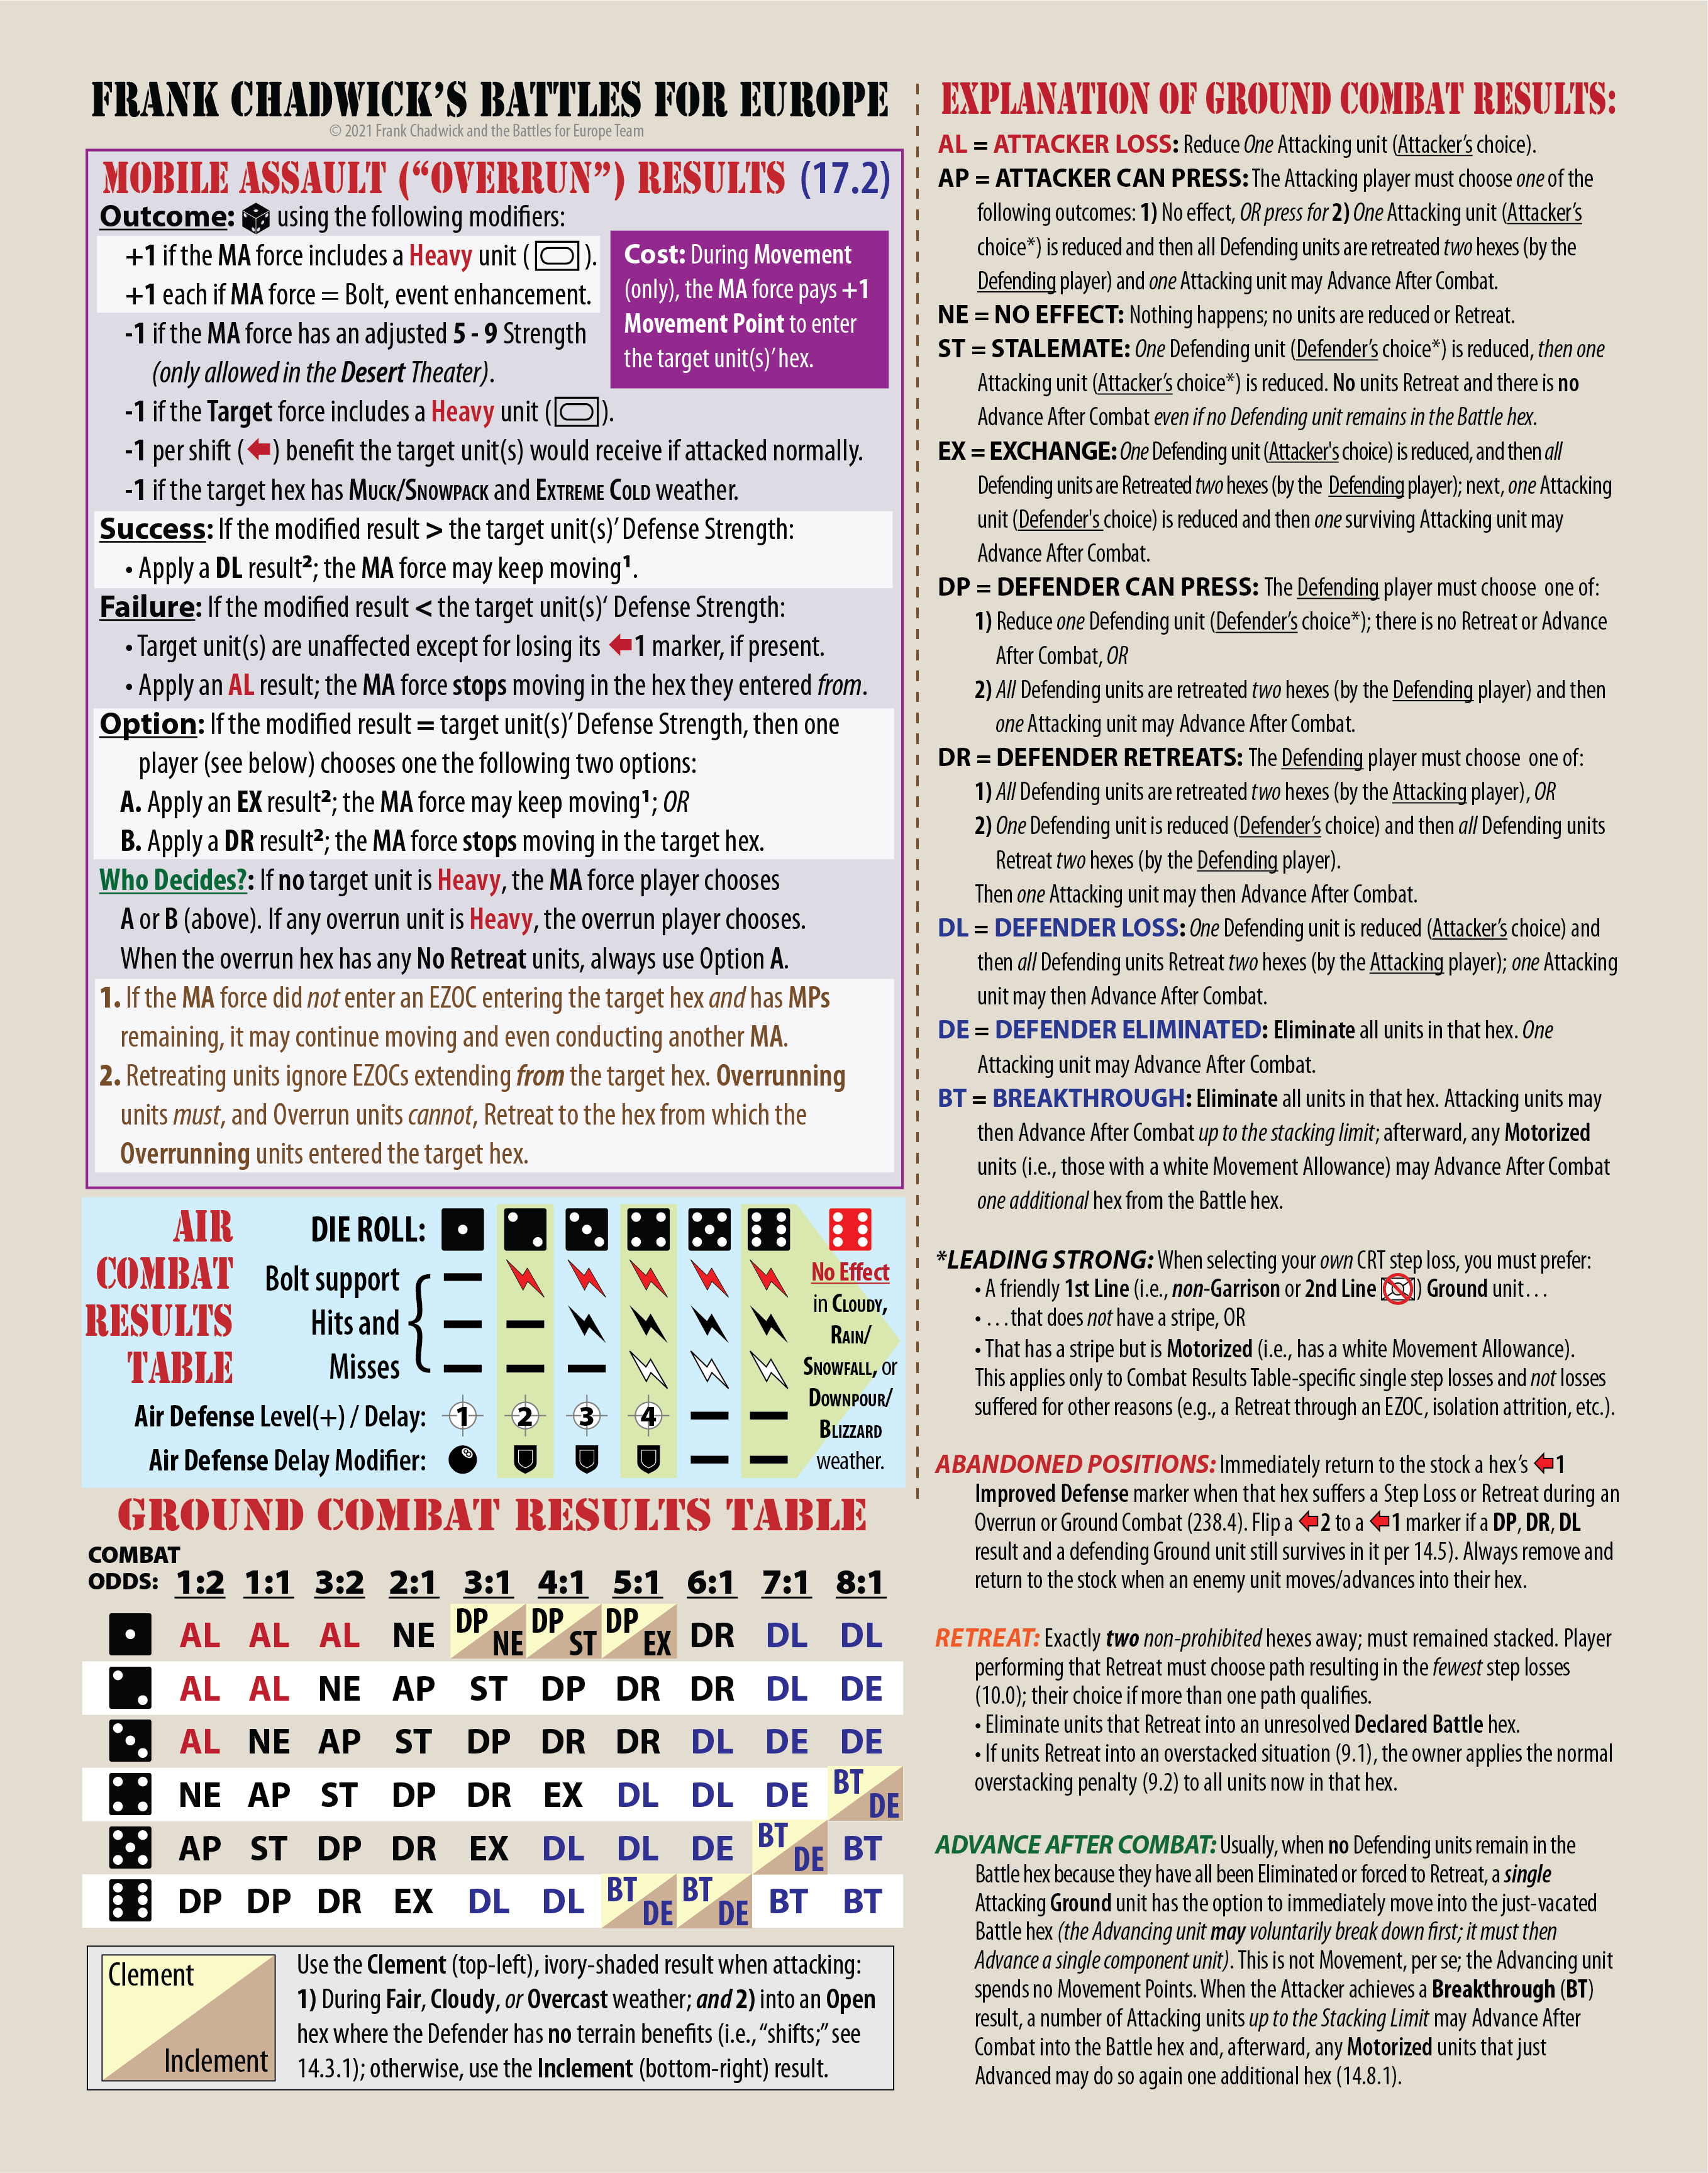 FRANK CHADWICK'S BATTLES FOR EUROPE
© 2021 Frank Chadwick and the Battles for Europe Team
MOBILE ASSAULT (“OVERRUN”) RESULTS (17.2)
Outcome: using the following modifiers:
+1 if the MA force includes a Heavy unit ( ).
+1 each if MA force = Bolt, event enhancement.
-1 if the MA force has an adjusted 5 - 9 Strength
(only allowed in the Desert Theater).
Cost: During Movement
(only), the MA force pays +1
Movement Point to enter
the target unit(s)’ hex.
-1 if the Target force includes a Heavy unit ( ).
-1 per shift ( ) benefit the target unit(s) would receive if attacked normally.
-1 if the target hex has MUCK/SNOWPACK and EXTREME COLD weather.
Success: If the modified result > the target unit(s)’ Defense Strength:
• Apply a DL result²; the MA force may keep moving¹.
Failure: If the modified result < the target unit(s)‘ Defense Strength:
• Target unit(s) are unaffected except for losing its 1 marker, if present.
• Apply an AL result; the MA force stops moving in the hex they entered from.
Option: If the modified result = target unit(s)’ Defense Strength, then one
player (see below) chooses one the following two options:
A. Apply an EX result²; the MA force may keep moving¹; OR
B. Apply a DR result²; the MA force stops moving in the target hex.
Who Decides?: If no target unit is Heavy, the MA force player chooses
A or B (above). If any overrun unit is Heavy, the overrun player chooses.
When the overrun hex has any No Retreat units, always use Option A.
1. If the MA force did not enter an EZOC entering the target hex and has MPs
remaining, it may continue moving and even conducting another MA.
2. Retreating units ignore EZOCs extending from the target hex. Overrunning
units must, and Overrun units cannot, Retreat to the hex from which the
Overrunning units entered the target hex.
AIR
COMBAT
RESULTS
TABLE
DIE ROLL:
Bolt support
Hits and
Misses
Air Defense Level(+) / Delay: 1 2 3 4
Air Defense Delay Modifier:
No Effect
in CLOUDY,
RAIN/
SNOWFALL, or
DOWNPOUR/
BLIZZARD
weather.
GROUND COMBAT RESULTS TABLE
COMBAT
ODDS: 1:2 1:1 3:2 2:1 3:1 4:1 5:1 6:1 7:1 8:1
AL AL AL NE DP NE DP ST DP EX DR DL DL
AL AL NE AP ST DP DR DR DL DE
AL NE AP ST DP DR DR DL DE DE
NE AP ST DP DR EX DL DL DE BT DE
AP ST DP DR EX DL DL DE BT DE BT
DP DP DR EX DL DL BT DE BT DE BT BT
Clement
Inclement
Use the Clement (top-left), ivory-shaded result when attacking:
1) During Fair, Cloudy, or Overcast weather; and 2) into an Open
hex where the Defender has no terrain benefits (i.e., “shifts;” see
14.3.1); otherwise, use the Inclement (bottom-right) result.
EXPLANATION OF GROUND COMBAT RESULTS:
AL = ATTACKER LOSS: Reduce One Attacking unit (Attacker’s choice).
AP = ATTACKER CAN PRESS: The Attacking player must choose one of the
following outcomes: 1) No effect, OR press for 2) One Attacking unit (Attacker’s
choice*) is reduced and then all Defending units are retreated two hexes (by the
Defending player) and one Attacking unit may Advance After Combat.
NE = NO EFFECT: Nothing happens; no units are reduced or Retreat.
ST = STALEMATE: One Defending unit (Defender’s choice*) is reduced, then one
Attacking unit (Attacker’s choice*) is reduced. No units Retreat and there is no
Advance After Combat even if no Defending unit remains in the Battle hex.
EX = EXCHANGE: One Defending unit (Attacker's choice) is reduced, and then all
Defending units are Retreated two hexes (by the Defending player); next, one Attacking
unit (Defender's choice) is reduced and then one surviving Attacking unit may
Advance After Combat.
DP = DEFENDER CAN PRESS: The Defending player must choose one of:
1) Reduce one Defending unit (Defender’s choice*); there is no Retreat or Advance
After Combat, OR
2) All Defending units are retreated two hexes (by the Defending player) and then
one Attacking unit may Advance After Combat.
DR = DEFENDER RETREATS: The Defending player must choose one of:
1) All Defending units are retreated two hexes (by the Attacking player), OR
2) One Defending unit is reduced (Defender’s choice) and then all Defending units
Retreat two hexes (by the Defending player).
Then one Attacking unit may then Advance After Combat.
DL = DEFENDER LOSS: One Defending unit is reduced (Attacker’s choice) and
then all Defending units Retreat two hexes (by the Attacking player); one Attacking
unit may then Advance After Combat.
DE = DEFENDER ELIMINATED: Eliminate all units in that hex. One
Attacking unit may Advance After Combat.
BT = BREAKTHROUGH: Eliminate all units in that hex. Attacking units may
then Advance After Combat up to the stacking limit; afterward, any Motorized
units (i.e., those with a white Movement Allowance) may Advance After Combat
one additional hex from the Battle hex.
*LEADING STRONG: When selecting your own CRT step loss, you must prefer:
• A friendly 1st Line (i.e., non-Garrison or 2nd Line ) Ground unit…
• …that does not have a stripe, OR
• That has a stripe but is Motorized (i.e., has a white Movement Allowance).
This applies only to Combat Results Table-specific single step losses and not losses
suffered for other reasons (e.g., a Retreat through an EZOC, isolation attrition, etc.).
ABANDONED POSITIONS: Immediately return to the stock a hex’s 1
Improved Defense marker when that hex suffers a Step Loss or Retreat during an
Overrun or Ground Combat (238.4). Flip a 2 to a 1 marker if a DP, DR, DL
result and a defending Ground unit still survives in it per 14.5). Always remove and
return to the stock when an enemy unit moves/advances into their hex.
RETREAT: Exactly two non-prohibited hexes away; must remained stacked. Player
performing that Retreat must choose path resulting in the fewest step losses
(10.0); their choice if more than one path qualifies.
• Eliminate units that Retreat into an unresolved Declared Battle hex.
• If units Retreat into an overstacked situation (9.1), the owner applies the normal
overstacking penalty (9.2) to all units now in that hex.
ADVANCE AFTER COMBAT: Usually, when no Defending units remain in the
Battle hex because they have all been Eliminated or forced to Retreat, a single
Attacking Ground unit has the option to immediately move into the just-vacated
Battle hex (the Advancing unit may voluntarily break down first; it must then
Advance a single component unit). This is not Movement, per se; the Advancing unit
spends no Movement Points. When the Attacker achieves a Breakthrough (BT)
result, a number of Attacking units up to the Stacking Limit may Advance After
Combat into the Battle hex and, afterward, any Motorized units that just
Advanced may do so again one additional hex (14.8.1).